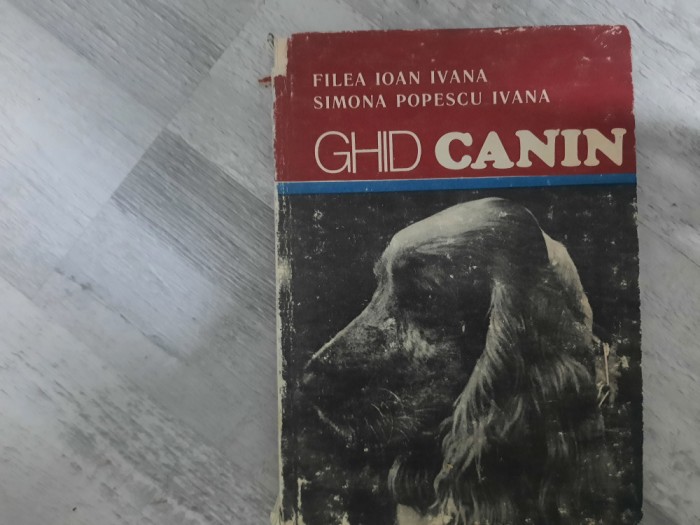 FILEA IOAN IVANA
SIMONA POPESCU IVANA
GHID CANIN